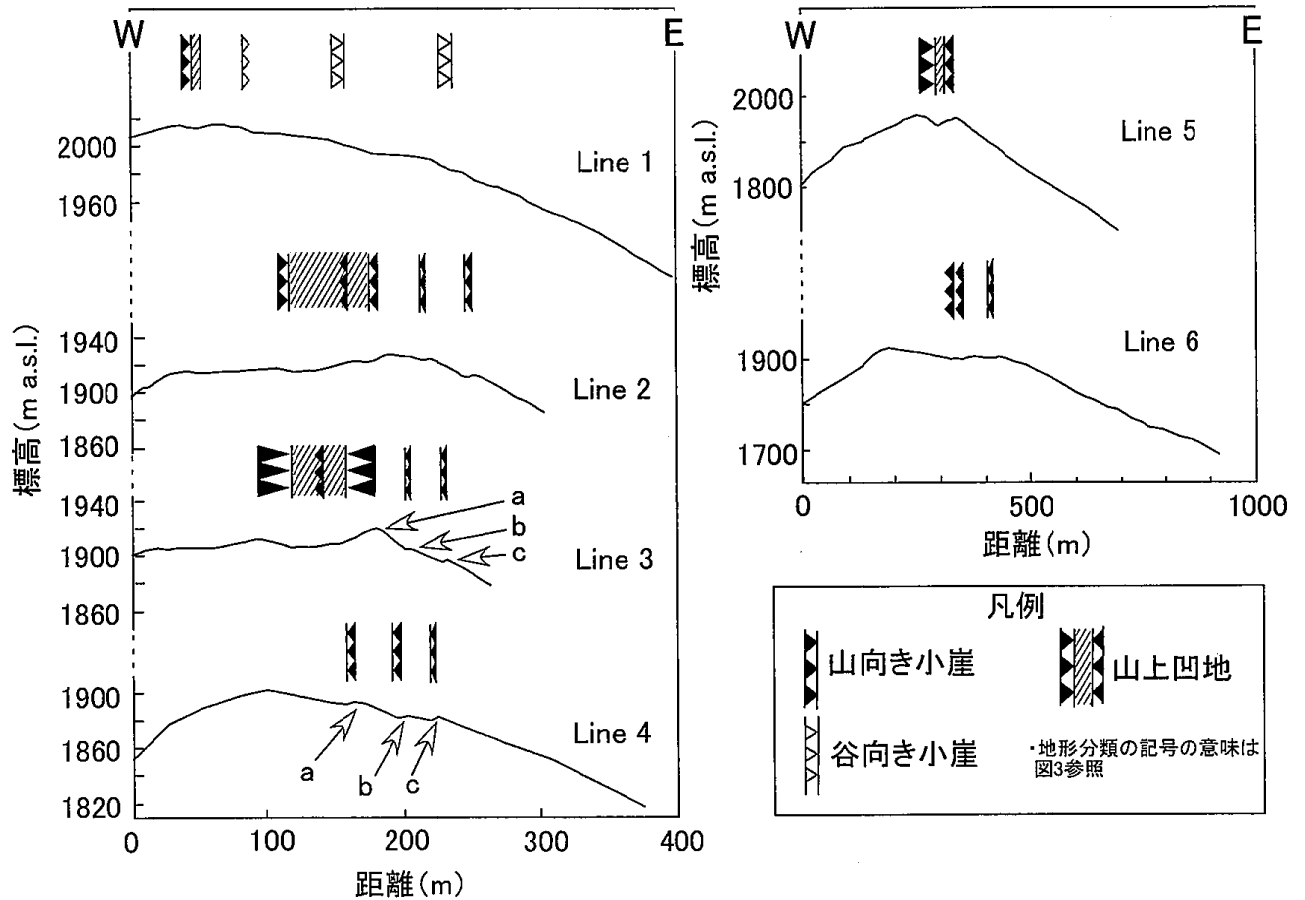 W
E
2000
1960
Line 1
1940
1900
1860
Line 2
標高(m a.s.l.)
1940
1900
1860
Line 3
a
b
c
1900
1860
1820
Line 4
a
b
c
0
100
200
300
400
距離(m)
W
E
2000
1800
Line 5
標高(m a.s.l.)
1900
1700
Line 6
0
500
1000
距離(m)
凡例
山向き小崖
山上凹地
谷向き小崖
・地形分類の記号の意味は
図3参照